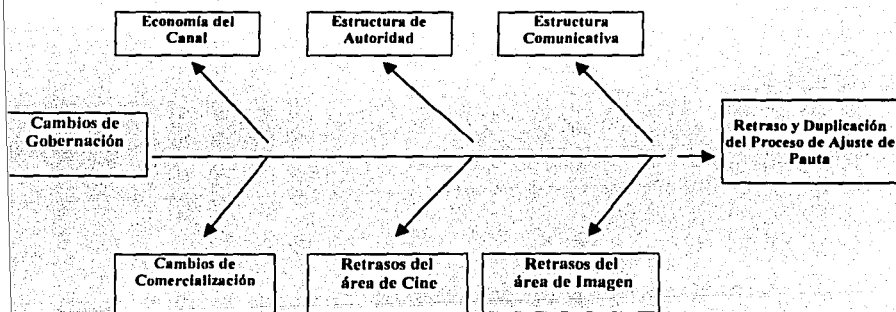 Economía del
Canal
Estructura de
Autoridad
Estructura
Comunicativa
Cambios de
Gobernación
Retraso y Duplicación
del Proceso de Ajuste de
Pauta
Cambios de
Comercialización
Retrasos del
área de Cine
Retrasos del
área de Imagen